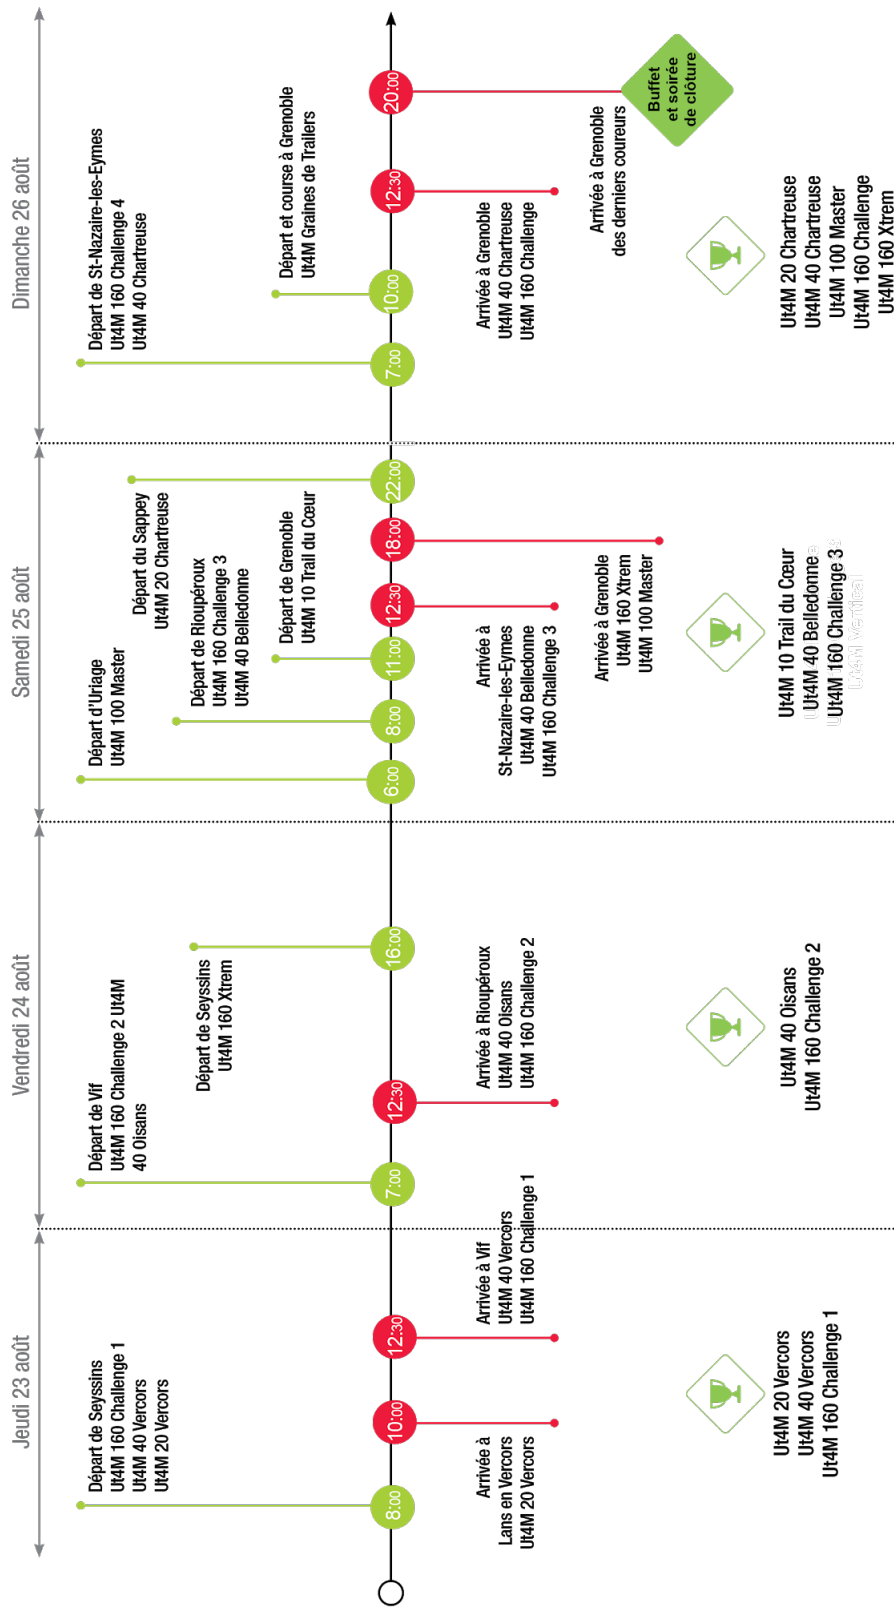 Jeudi 23 août
Départ de Seyssins
Ut4M 160 Challenge 1
Ut4M 40 Vercors
Ut4M 20 Vercors
8:00
10:00
12:30
Arrivée à
Lans en Vercors
Ut4M 20 Vercors
Arrivée à Vif
Ut4M 40 Vercors
Ut4M 160 Challenge 1
Ut4M 20 Vercors
Ut4M 40 Vercors
Ut4M 160 Challenge 1
Vendredi 24 août
Départ de Vif
Ut4M 160 Challenge 2 Ut4M
40 Oisans
Départ de Seyssins
Ut4M 160 Xtrem
7:00
12:30
16:00
Arrivée à Rioupéroux
Ut4M 40 Oisans
Ut4M 160 Challenge 2
Ut4M 40 Oisans
Ut4M 160 Challenge 2
Samedi 25 août
Départ d'Uriage
Ut4M 100 Master
Départ du Sappey
Ut4M 20 Chartreuse
Départ de Rioupéroux
Ut4M 160 Challenge 3
Ut4M 40 Belledonne
Départ de Grenoble
Ut4M 10 Trail du Cœur
6:00
8:00
11:00
12:30
18:00
22:00
Arrivée à
St-Nazaire-les-Eymes
Ut4M 40 Belledonne
Ut4M 160 Challenge 3
Arrivée à Grenoble
Ut4M 160 Xtrem
Ut4M 100 Master
Ut4M 10 Trail du Cœur
Ut4M 40 Belledonne
Ut4M 160 Challenge 3
Ut4M Vertical
Dimanche 26 août
Départ de St-Nazaire-les-Eymes
Ut4M 160 Challenge 4
Ut4M 40 Chartreuse
Départ et course à Grenoble
Ut4M Graines de Trailers
7:00
10:00
12:30
20:00
Arrivée à Grenoble
Ut4M 40 Chartreuse
Ut4M 160 Challenge
Arrivée à Grenoble
des derniers coureurs
Buffet
et soirée
de clôture
Ut4M 20 Chartreuse
Ut4M 40 Chartreuse
Ut4M 100 Master
Ut4M 160 Challenge
Ut4M 160 Xtrem